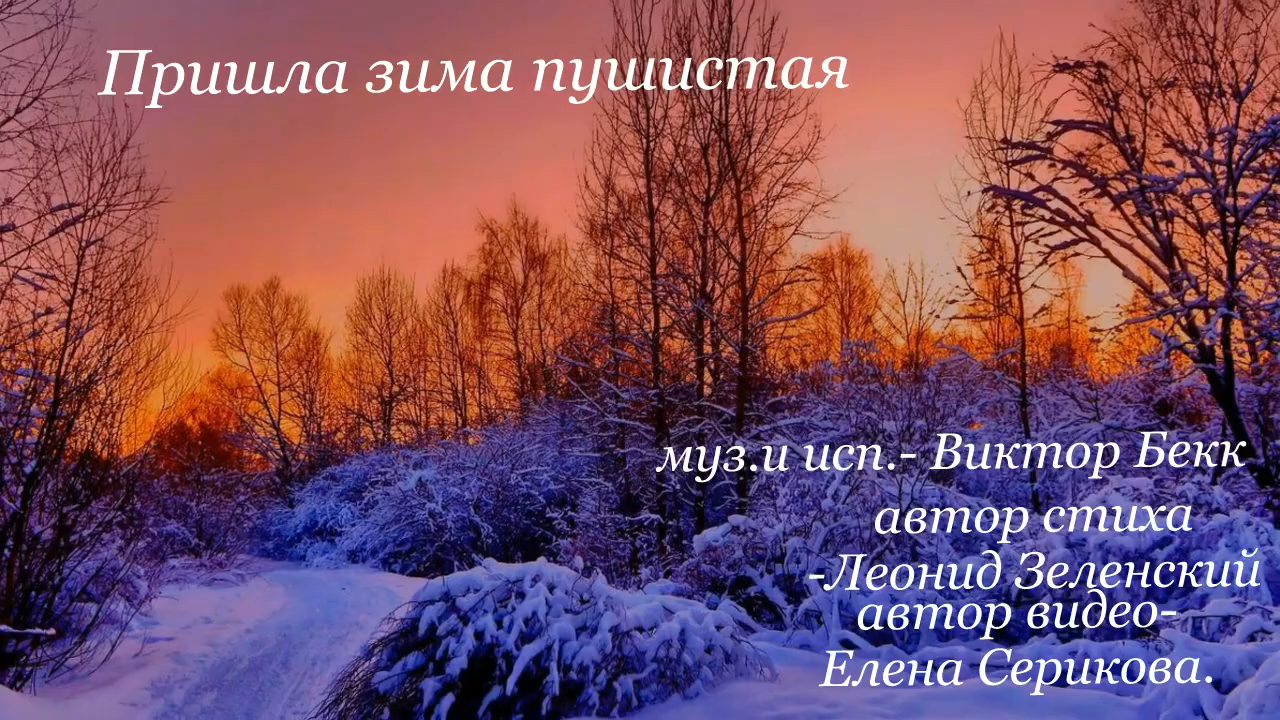 Пришла зима пушистая
муз.и исп.- Виктор Бекк
автор стиха
-Леонид Зеленский
автор видео-
Елена Серикова.